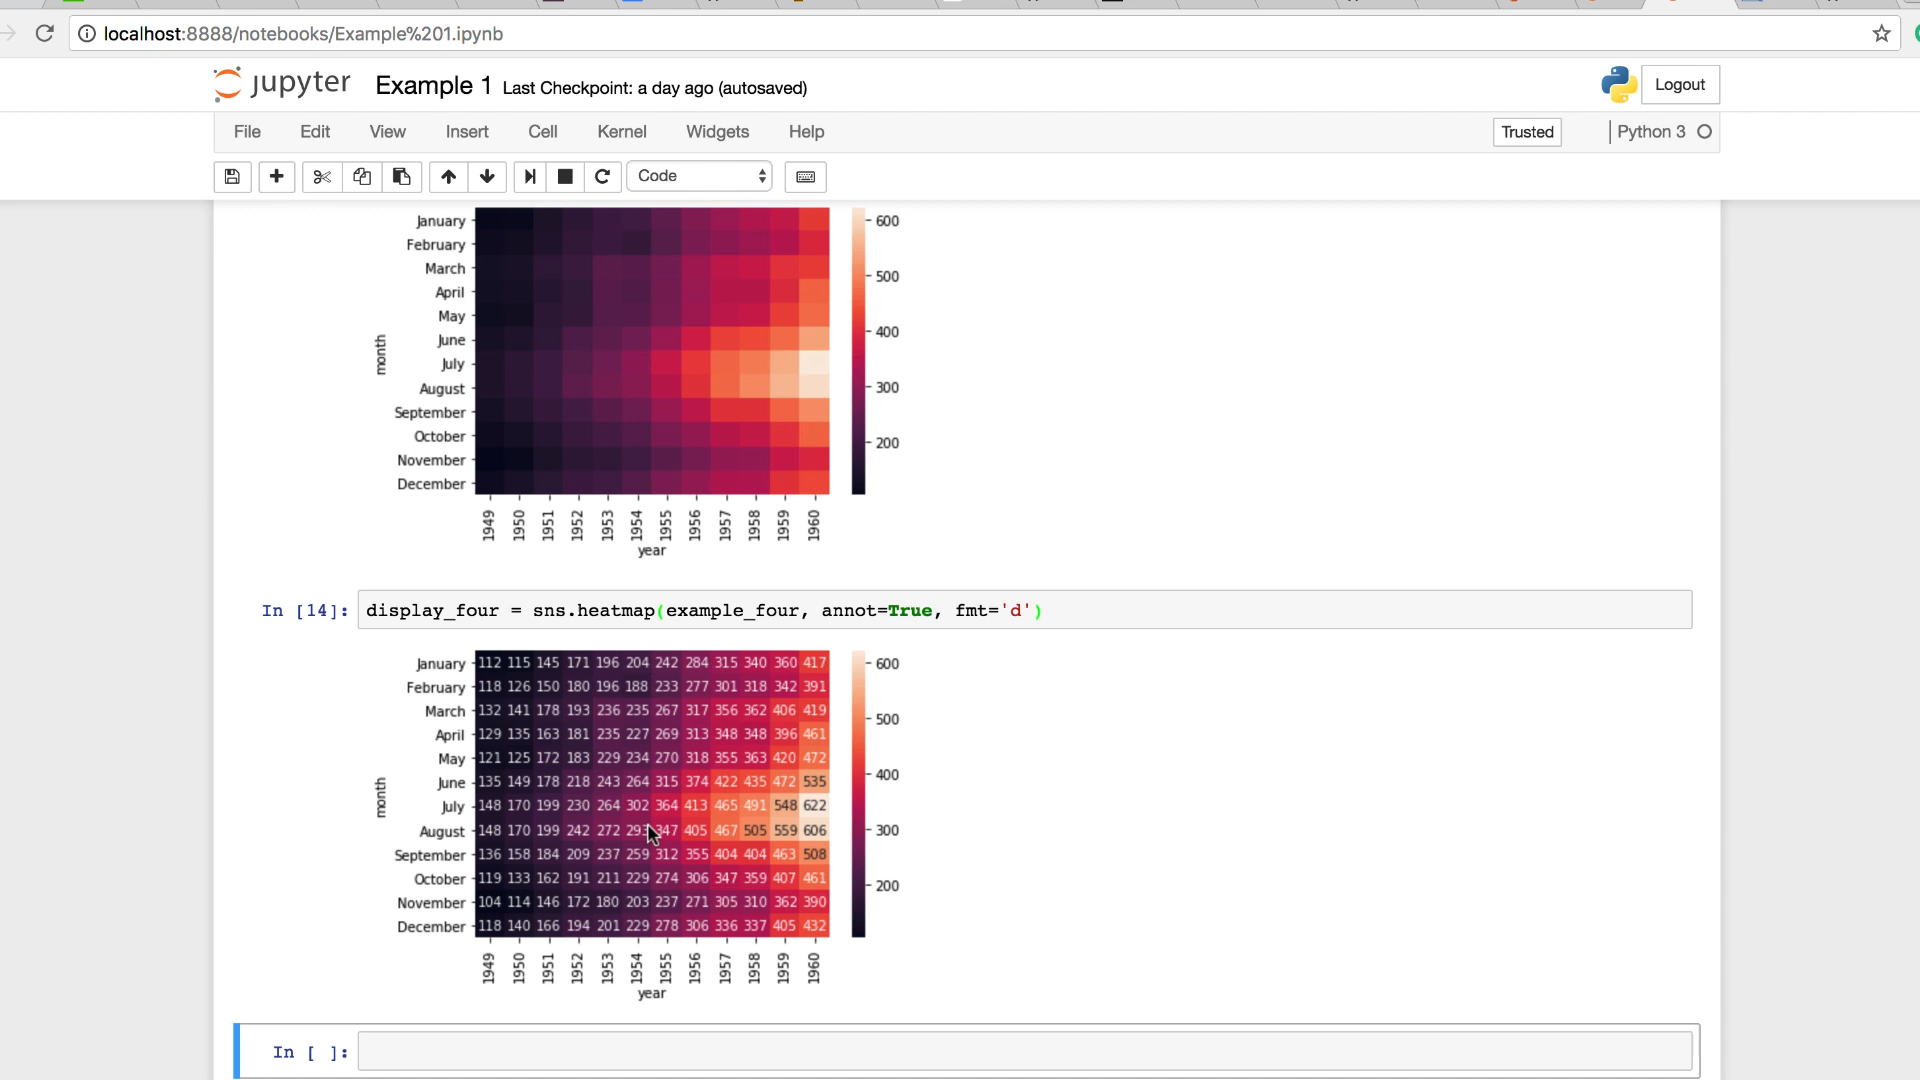 localhost:8888/notebooks/Example%201.ipynb
jupyter Example 1 Last Checkpoint: a day ago (autosaved) Logout
File Edit View Insert Cell Kernel Widgets Help Trusted Python 3
Code
month
January
February
March
April
May
June
July
August
September
October
November
December
600
500
400
300
200
1949 1950 1951 1952 1953 1954 1955 1956 1957 1958 1959 1960
year
In [14]: display_four = sns.heatmap(example_four, annot=True, fmt='d')
month
January 112 115 145 171 196 204 242 284 315 340 360 417
February 118 126 150 180 196 188 233 277 301 318 342 391
March 132 141 178 193 236 235 267 317 356 362 406 419
April 129 135 163 181 235 227 269 313 348 348 396 461
May 121 125 172 183 229 234 270 318 355 363 420 472
June 135 149 178 218 243 264 315 374 422 435 472 535
July 148 170 199 230 264 302 364 413 465 491 548 622
August 148 170 199 242 272 293 347 405 467 505 559 606
September 136 158 184 209 237 259 312 355 404 404 463 508
October 119 133 162 191 211 229 274 306 347 359 407 461
November 104 114 146 172 180 203 237 271 305 310 362 390
December 118 140 166 194 201 229 278 306 336 337 405 432
600
500
400
300
200
1949 1950 1951 1952 1953 1954 1955 1956 1957 1958 1959 1960
year
In [ ]: